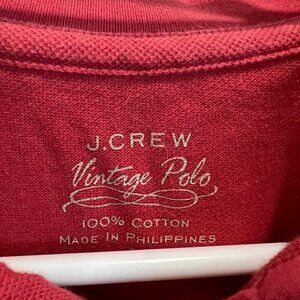 J.CREW
Vintage Polo
100% COTTON
MADE IN PHILIPPINES